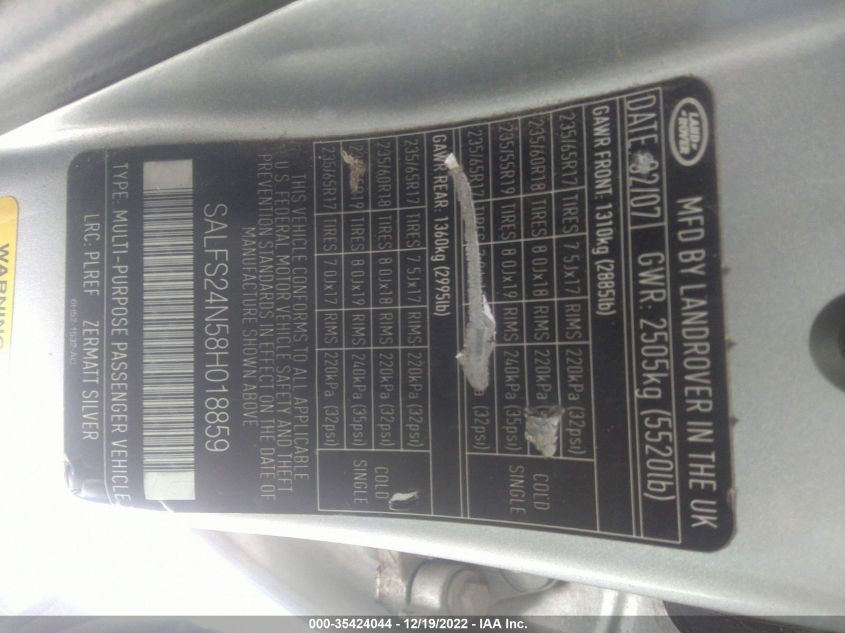 LAND ROVER
MFD BY LANDROVER IN THE UK
DATE: 02/07 GWR: 2505kg (5520lb)
GAWR FRONT: 1310kg (2885lb)
235/65R17 TIRES 7.5Jx17 RIMS 220kPa (32psi)
235/60R18 TIRES 8.0Jx18 RIMS 220kPa (32psi) COLD
235/55R19 TIRES 8.0Jx19 RIMS 240kPa (35psi) SINGLE
235/65R17 TIRES RIMS (32psi)
GAWR REAR: 1360kg (2995lb)
235/65R17 TIRES 7.5Jx17 RIMS 220kPa (32psi)
235/60R18 TIRES 8.0Jx18 RIMS 220kPa (32psi) COLD
TIRES 8.0Jx19 RIMS 240kPa (35psi) SINGLE
235/65R17 TIRES 7.0Jx17 RIMS 220kPa (32psi)
THIS VEHICLE CONFORMS TO ALL APPLICABLE
U.S. FEDERAL MOTOR VEHICLE SAFETY AND THEFT
PREVENTION STANDARDS IN EFFECT ON THE DATE OF
MANUFACTURE SHOWN ABOVE
SALFS24N58H018859
TYPE: MULTI-PURPOSE PASSENGER VEHICLE
LRC: PLREF ZERMATT SILVER
WARNING
000-35424044 - 12/19/2022 - IAA Inc.